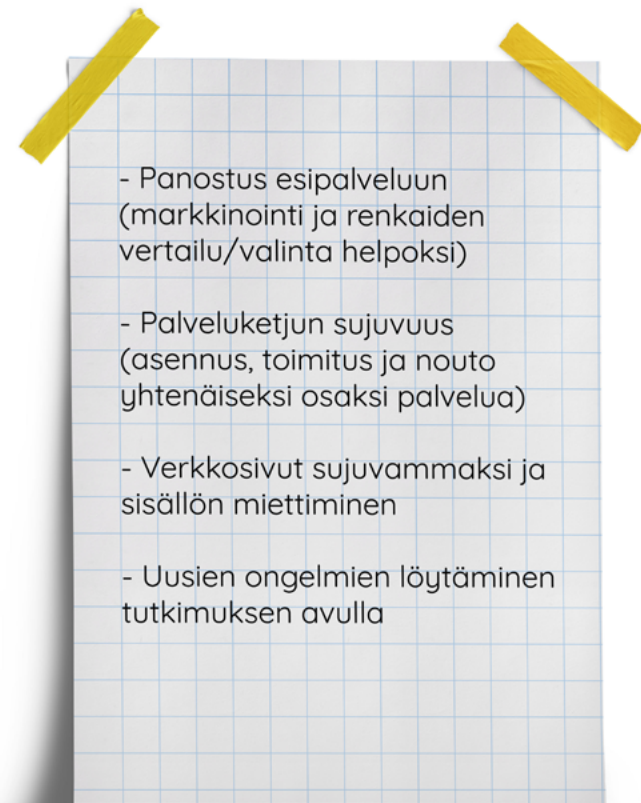 - Panostus esipalveluun
(markkinointi ja renkaiden
vertailu/valinta helpoksi)
- Palveluketjun sujuvuus
(asennus, toimitus ja nouto
yhtenäiseksi osaksi palvelua)
- Verkkosivut sujuvammaksi ja
sisällön miettiminen
- Uusien ongelmien löytäminen
tutkimuksen avulla